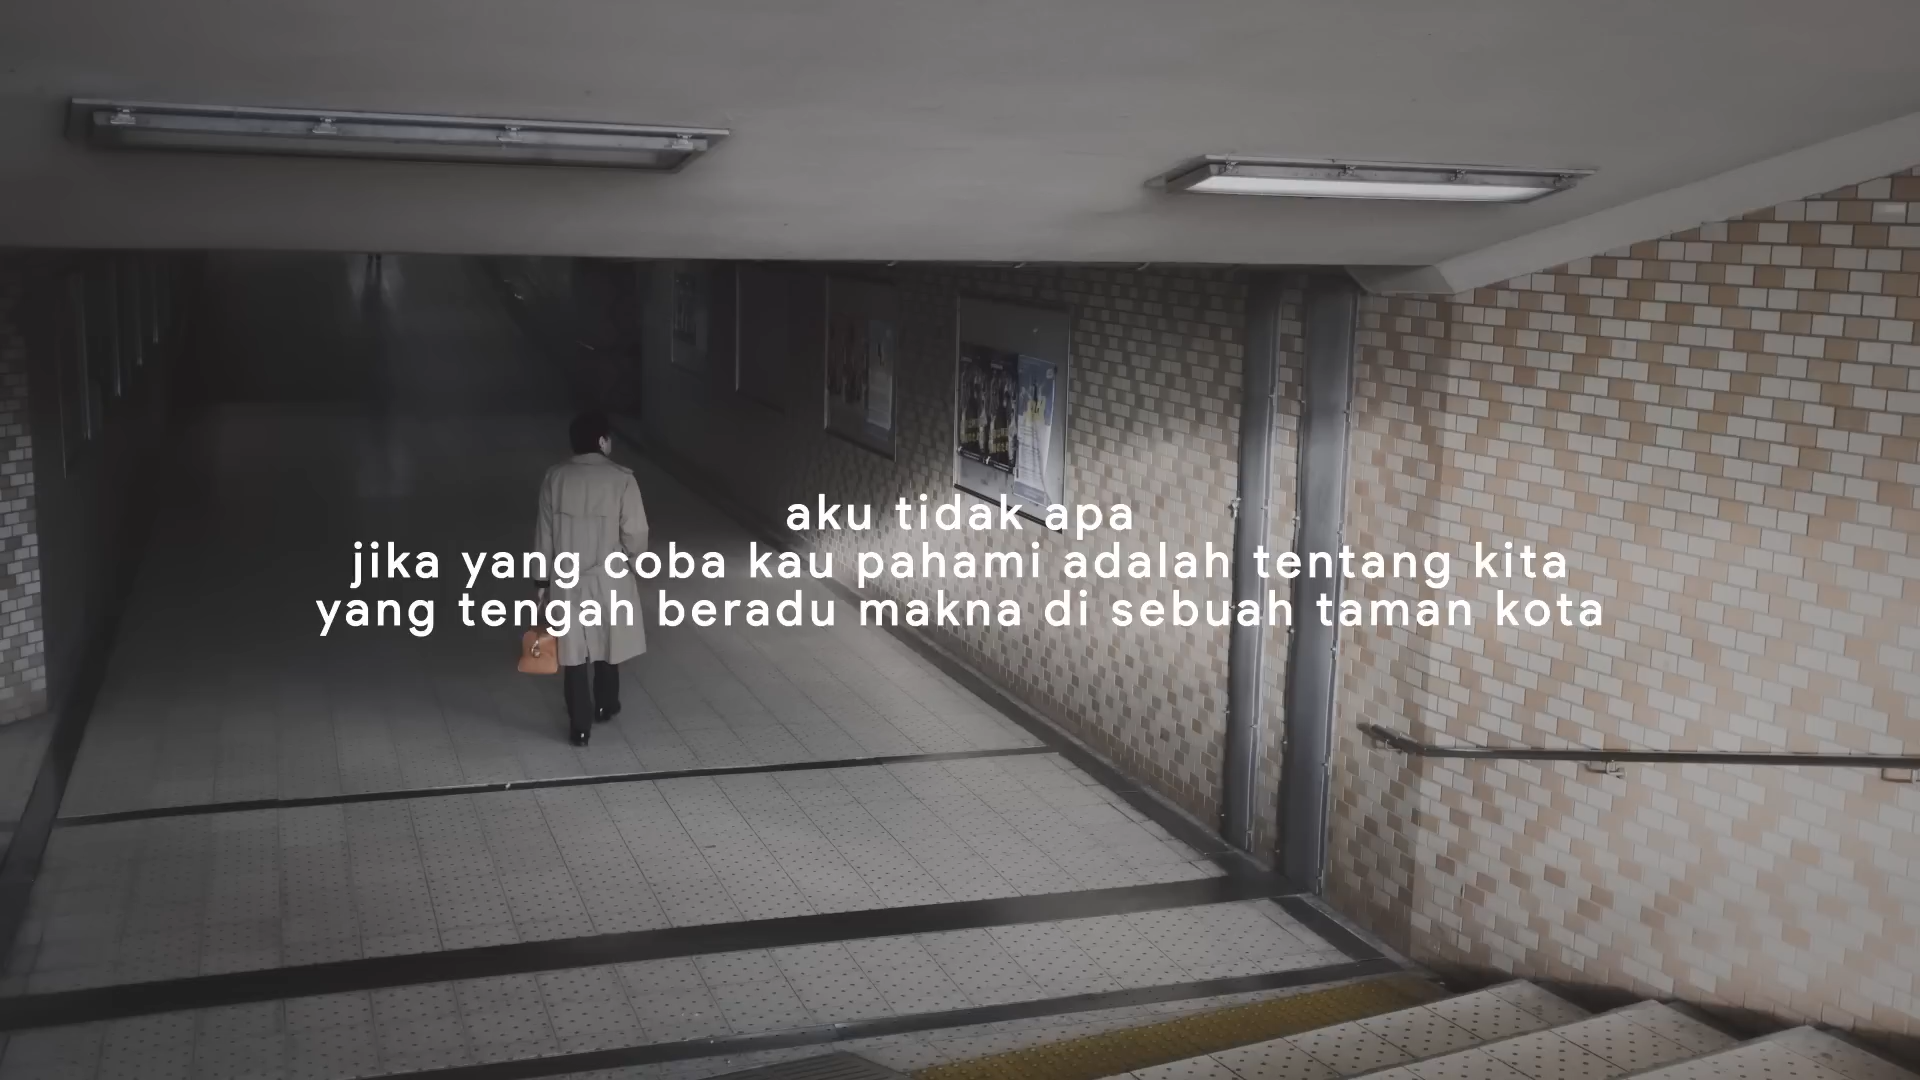 aku tidak apa
jika yang coba kau pahami adalah tentang kita
yang tengah beradu makna di sebuah taman kota